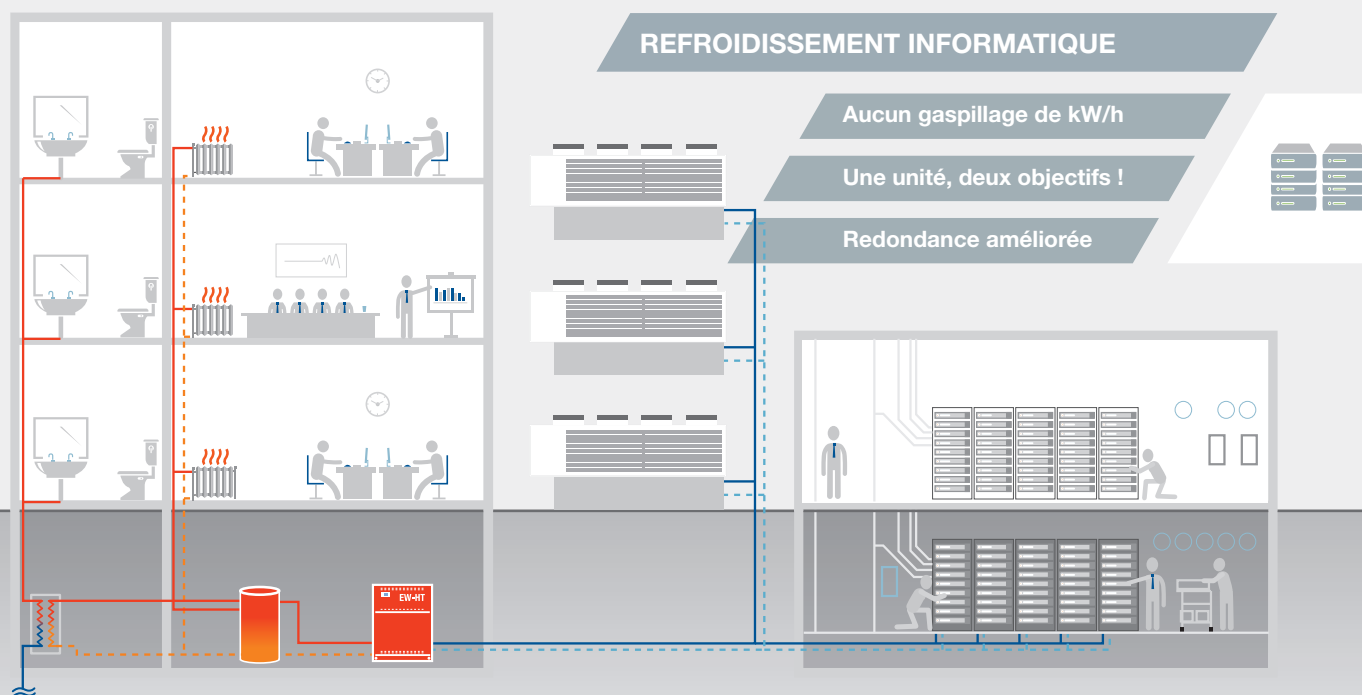 REFROIDISSEMENT INFORMATIQUE
Aucun gaspillage de kW/h
Une unité, deux objectifs !
Redondance améliorée
EW-HT